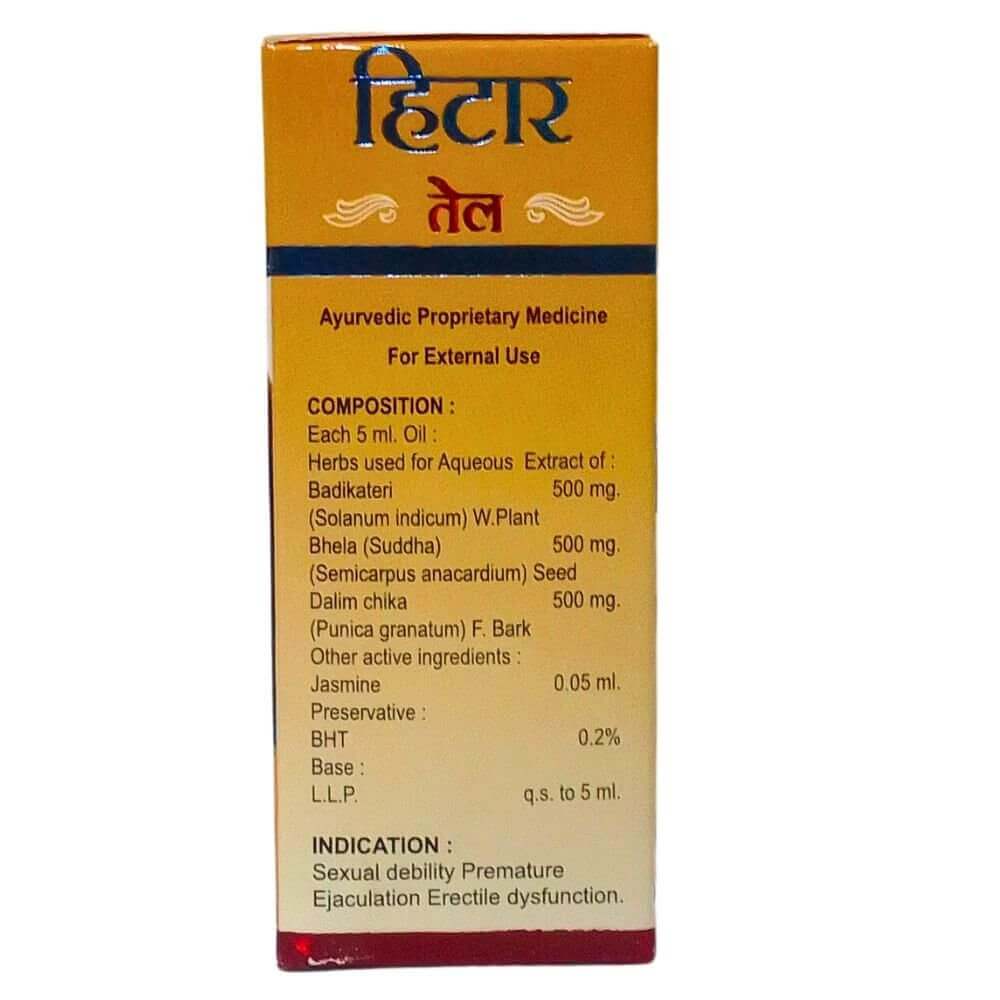 हिटार
तेल
Ayurvedic Proprietary Medicine
For External Use
COMPOSITION :
Each 5 ml. Oil :
Herbs used for Aqueous Extract of :
Badikateri 500 mg.
(Solanum indicum) W.Plant
Bhela (Suddha) 500 mg.
(Semicarpus anacardium) Seed
Dalim chika 500 mg.
(Punica granatum) F. Bark
Other active ingredients :
Jasmine 0.05 ml.
Preservative :
BHT 0.2%
Base :
L.L.P. q.s. to 5 ml.
INDICATION :
Sexual debility Premature
Ejaculation Erectile dysfunction.